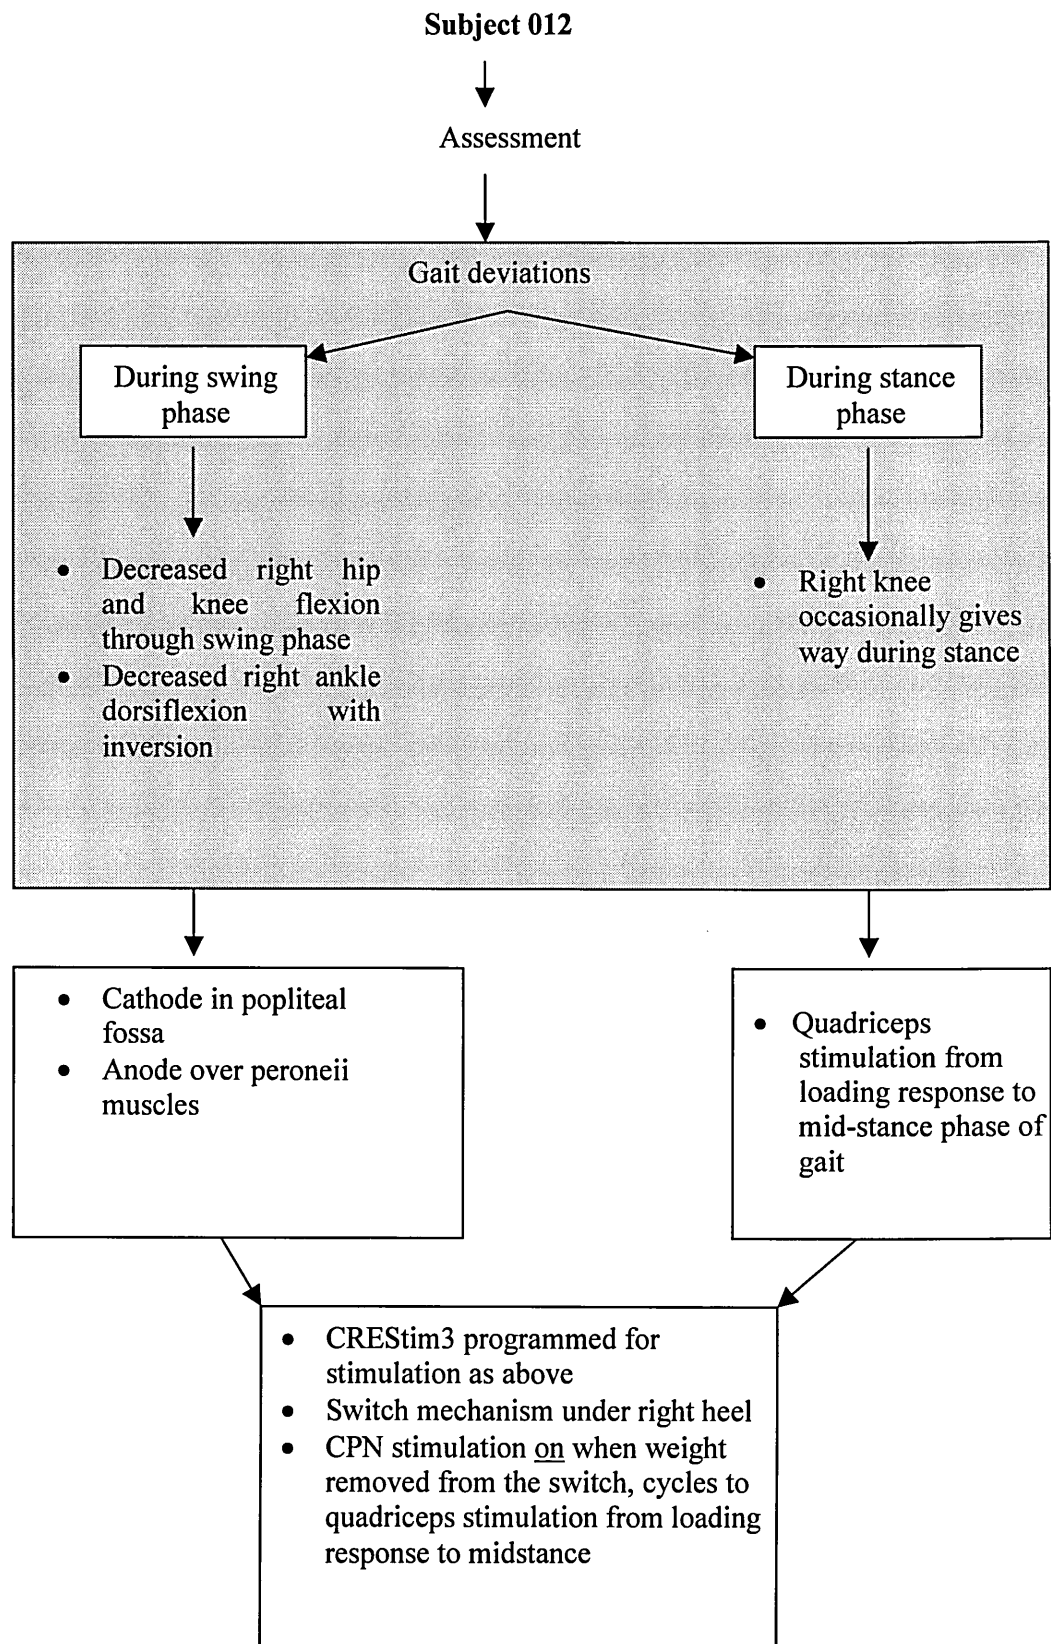 Subject 012
Assessment
Gait deviations
During swing
phase
During stance
phase
• Decreased right hip
and knee flexion
through swing phase
• Decreased right ankle
dorsiflexion with
inversion
• Right knee
occasionally gives
way during stance
• Cathode in popliteal
fossa
• Anode over peroneii
muscles
• Quadriceps
stimulation from
loading response to
mid-stance phase of
gait
• CREStim3 programmed for
stimulation as above
• Switch mechanism under right heel
• CPN stimulation on when weight
removed from the switch, cycles to
quadriceps stimulation from loading
response to midstance